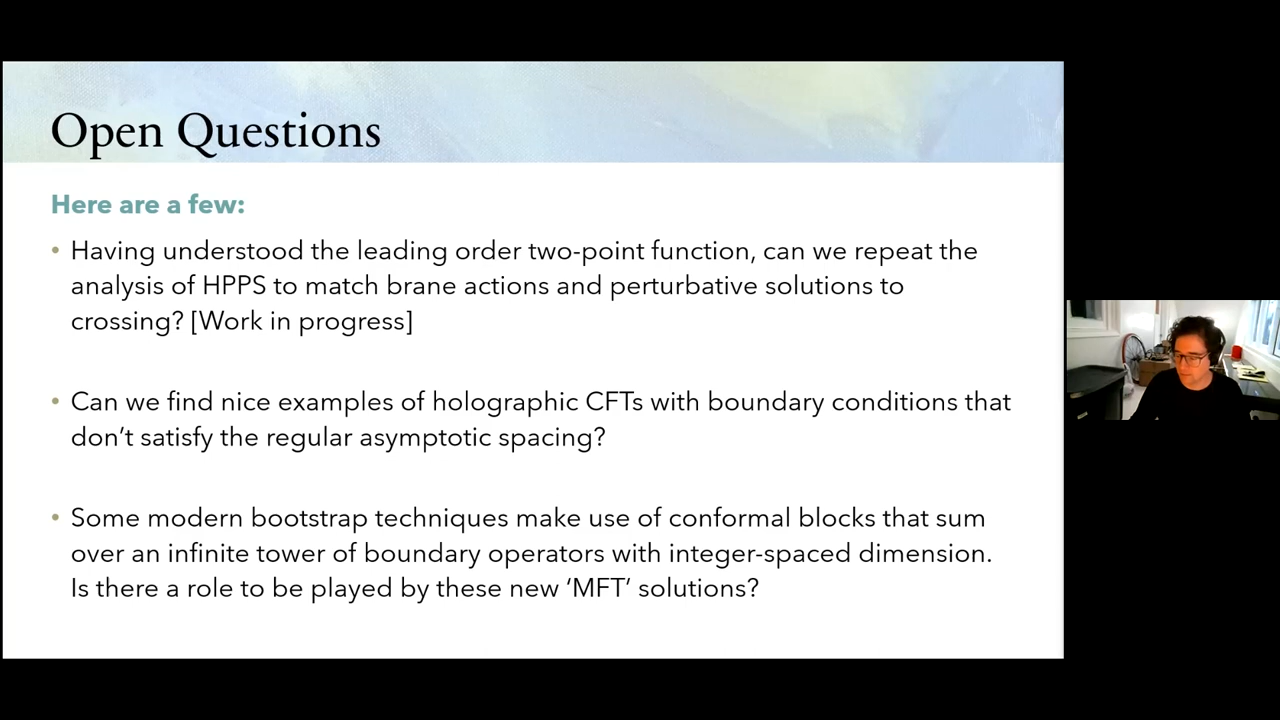 Open Questions
Here are a few:
• Having understood the leading order two-point function, can we repeat the
analysis of HPPS to match brane actions and perturbative solutions to
crossing? [Work in progress]
• Can we find nice examples of holographic CFTs with boundary conditions that
don’t satisfy the regular asymptotic spacing?
• Some modern bootstrap techniques make use of conformal blocks that sum
over an infinite tower of boundary operators with integer-spaced dimension.
Is there a role to be played by these new ‘MFT’ solutions?